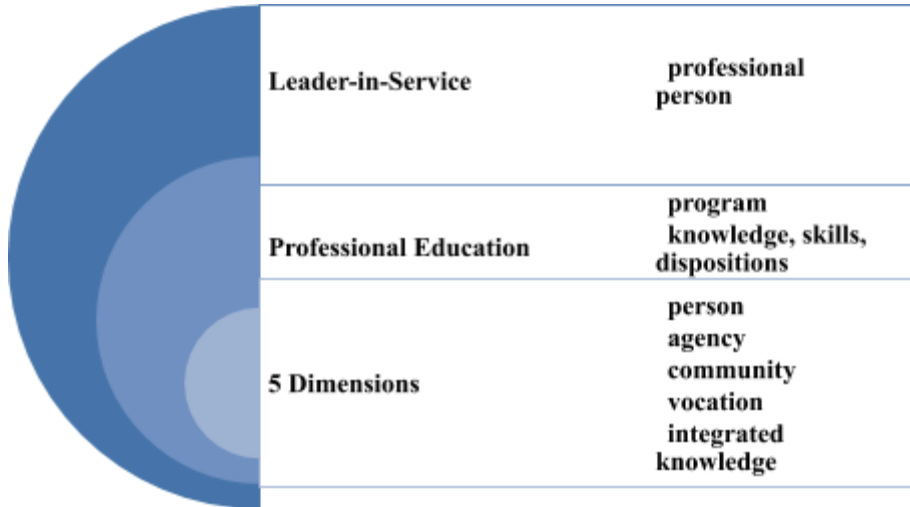 Leader-in-Service
professional
person
Professional Education
program
knowledge, skills,
dispositions
5 Dimensions
person
agency
community
vocation
integrated
knowledge